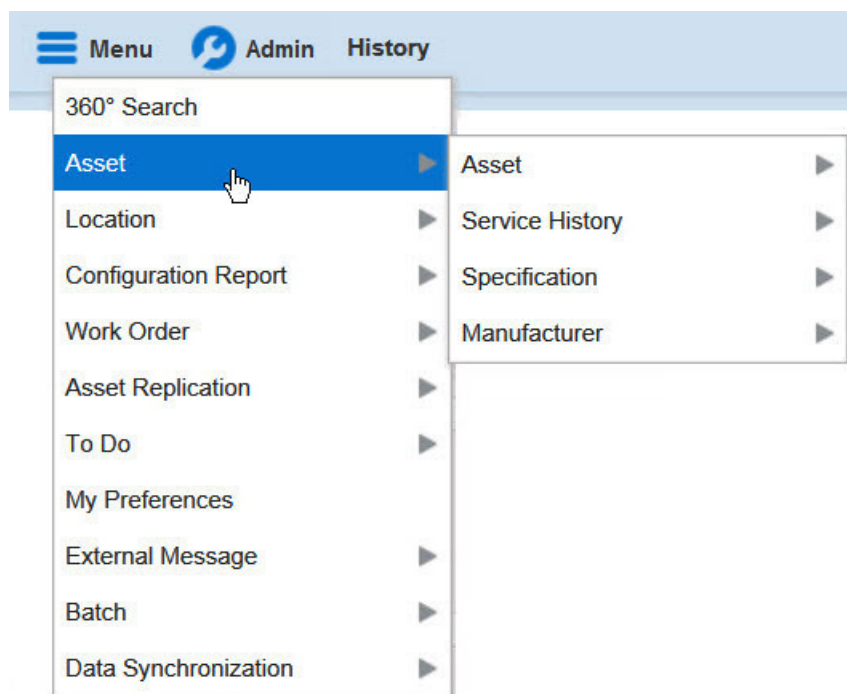 Menu Admin History
360° Search
Asset
Location
Configuration Report
Work Order
Asset Replication
To Do
My Preferences
External Message
Batch
Data Synchronization
Asset
Service History
Specification
Manufacturer